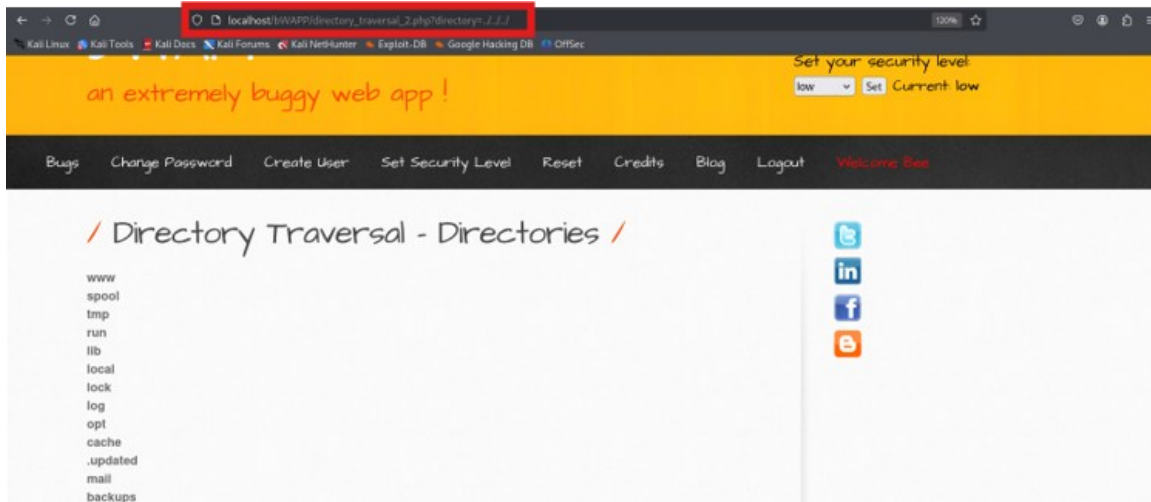 localhost/bWAPP/directory_traversal_2.php?directory=../../../
120%
Kali Linux Kali Tools Kali Docs Kali Forums Kali NetHunter Exploit-DB Google Hacking DB OffSec
an extremely buggy web app !
Set your security level:
low Set Current: low
Bugs Change Password Create User Set Security Level Reset Credits Blog Logout Welcome Bee
/ Directory Traversal - Directories /
www
spool
tmp
run
lib
local
lock
log
opt
cache
.updated
mail
backups